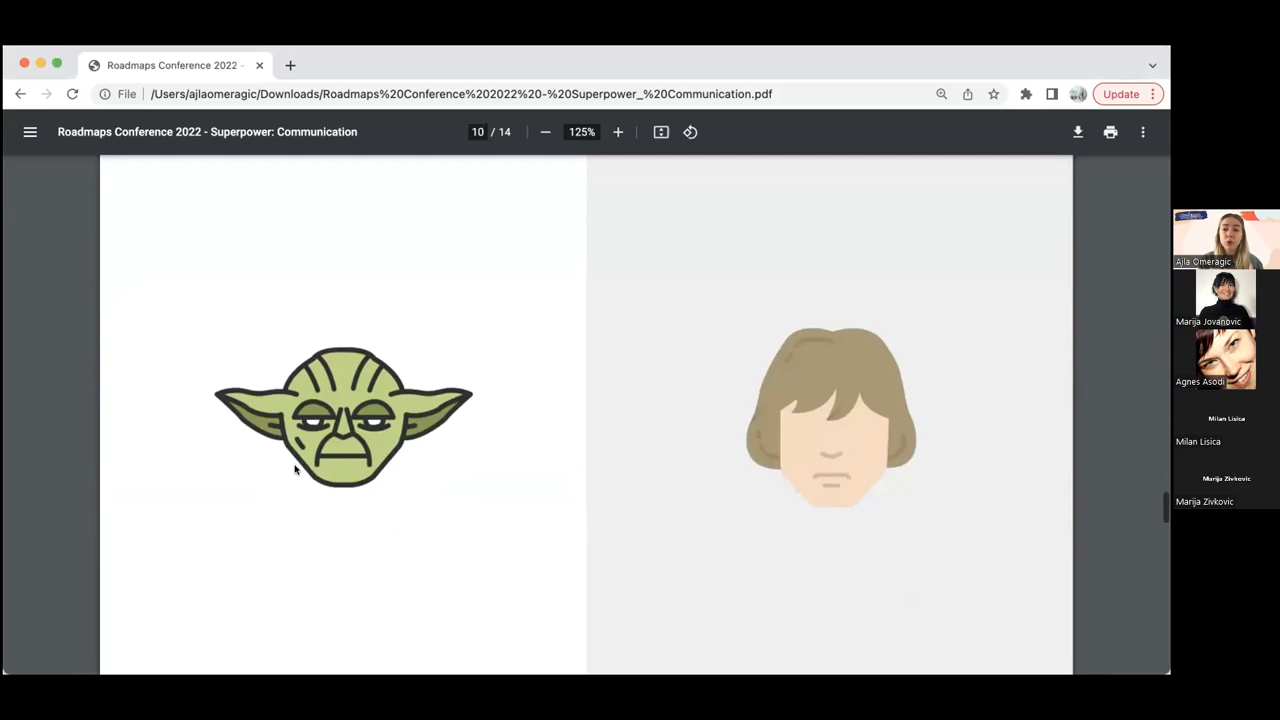 Roadmaps Conference 2022 -
File
/Users/ajlaomeragic/Downloads/Roadmaps%20Conference%202022%20-%20Superpower_%20Communication.pdf
Update
Roadmaps Conference 2022 - Superpower: Communication
10 / 14
125%
Ajla Omeragic
Marija Jovanovic
Agnes Asodi
Milan Lisica
Milan Lisica
Marija Zivkovic
Marija Zivkovic